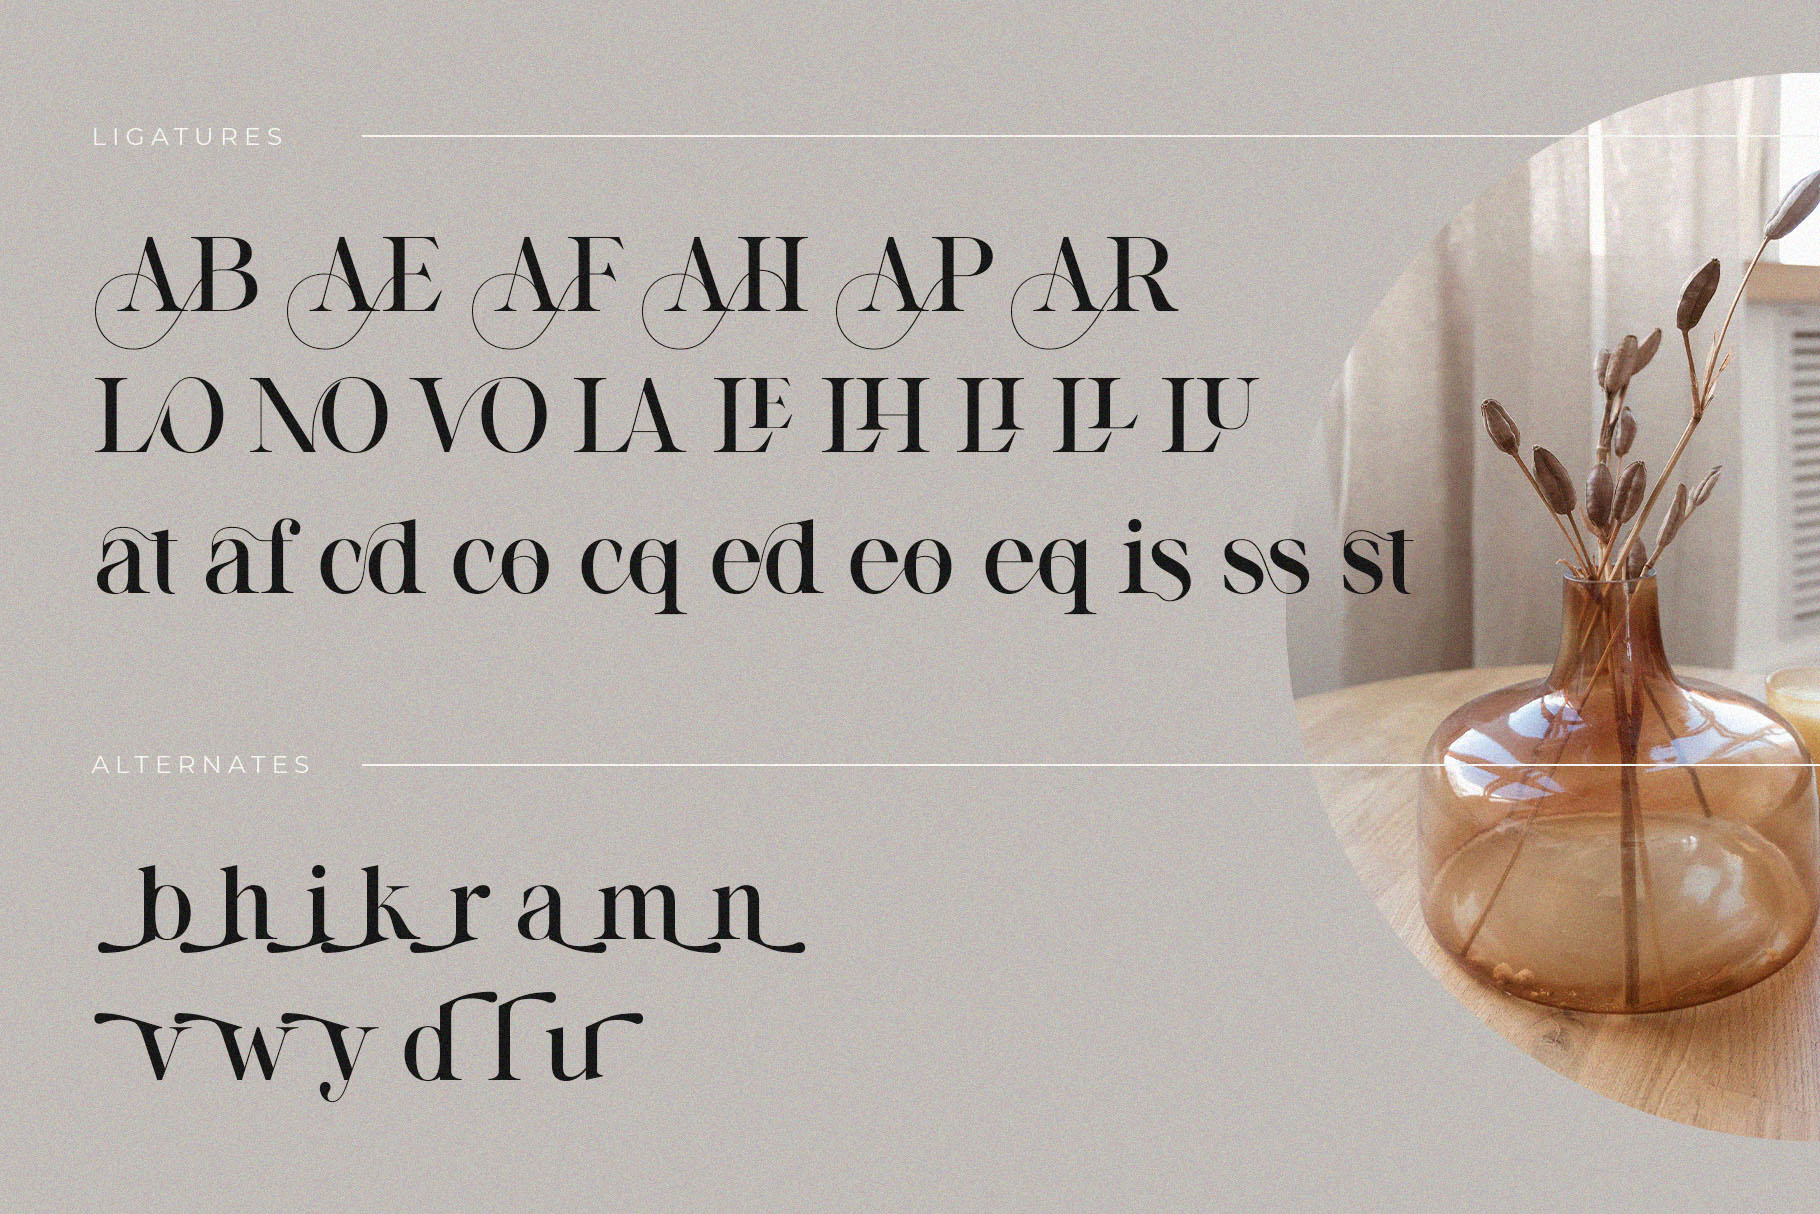 LIGATURES
AB AE AF AH AP AR
LO NO VO LA LE LH LI LL LU
at af cd co cq ed eo eq is ss st
ALTERNATES
b h i k r a m n
v w y d l u